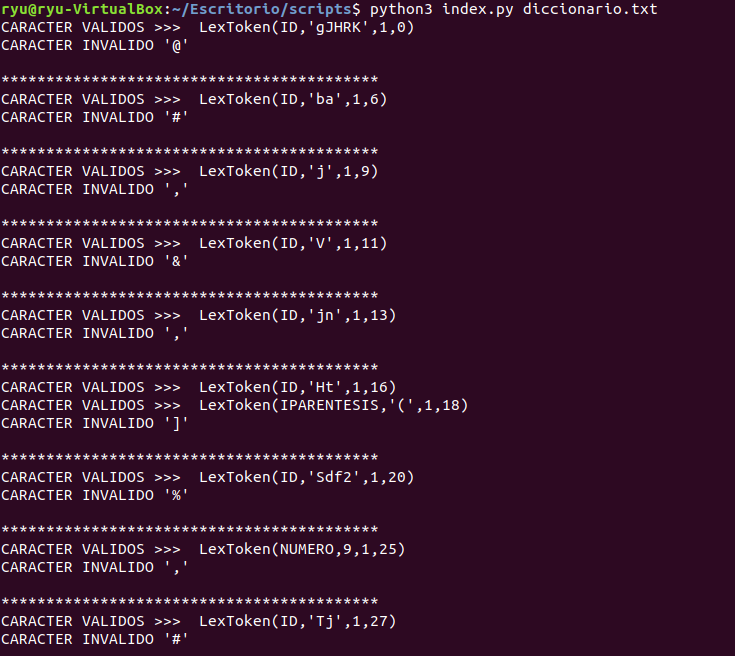 ryu@ryu-VirtualBox:~/Escritorio/scripts$ python3 index.py diccionario.txt
CARACTER VALIDOS >>>  LexToken(ID,'gJHRK',1,0)
CARACTER INVALIDO '@'
******************************************
CARACTER VALIDOS >>>  LexToken(ID,'ba',1,6)
CARACTER INVALIDO '#'
******************************************
CARACTER VALIDOS >>>  LexToken(ID,'j',1,9)
CARACTER INVALIDO ','
******************************************
CARACTER VALIDOS >>>  LexToken(ID,'V',1,11)
CARACTER INVALIDO '&'
******************************************
CARACTER VALIDOS >>>  LexToken(ID,'jn',1,13)
CARACTER INVALIDO ','
******************************************
CARACTER VALIDOS >>>  LexToken(ID,'Ht',1,16)
CARACTER VALIDOS >>>  LexToken(IPARENTESIS,'(',1,18)
CARACTER INVALIDO ']'
******************************************
CARACTER VALIDOS >>>  LexToken(ID,'Sdf2',1,20)
CARACTER INVALIDO '%'
******************************************
CARACTER VALIDOS >>>  LexToken(NUMERO,9,1,25)
CARACTER INVALIDO ','
******************************************
CARACTER VALIDOS >>>  LexToken(ID,'Tj',1,27)
CARACTER INVALIDO '#'